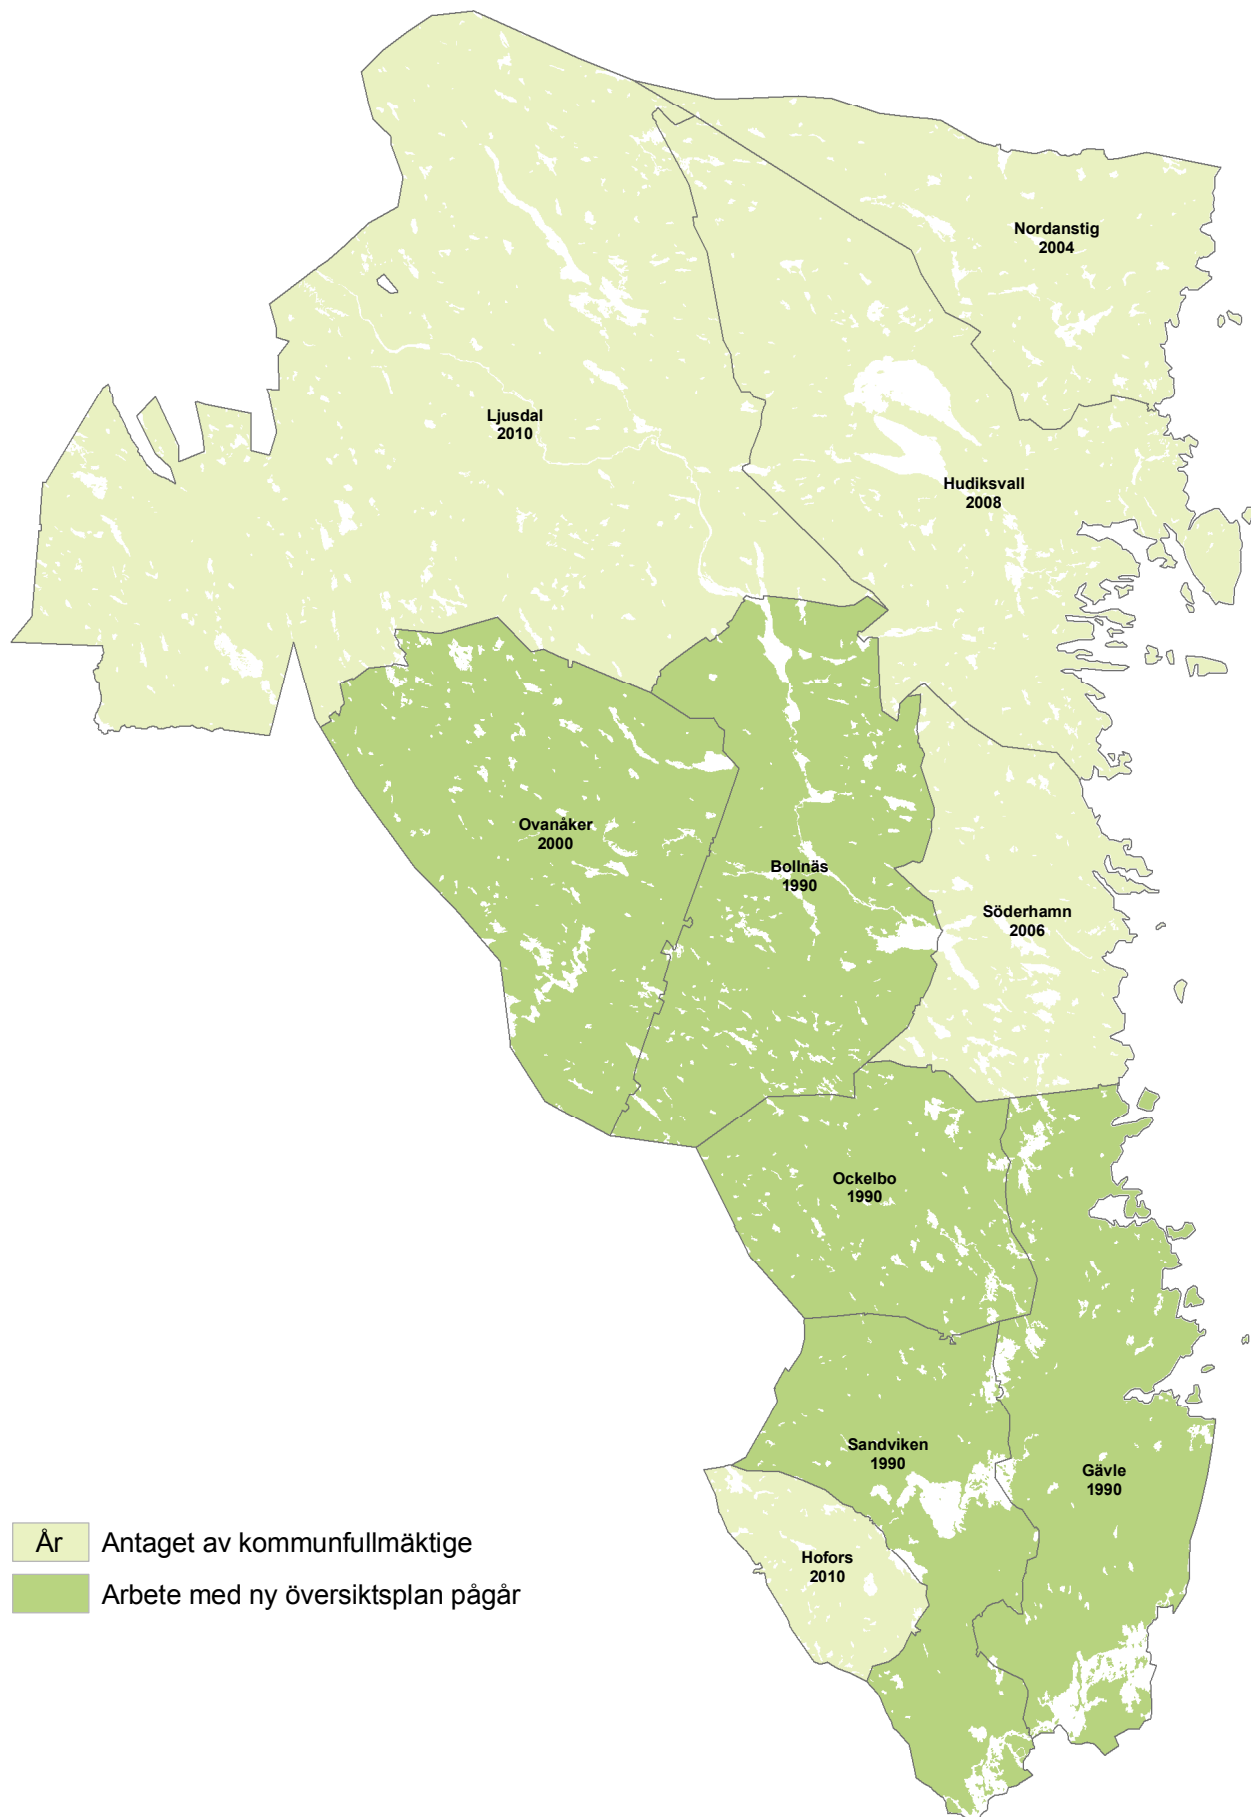 Nordanstig
2004
Ljusdal
2010
Hudiksvall
2008
Ovanåker
2000
Bollnäs
1990
Söderhamn
2006
Ockelbo
1990
Sandviken
1990
Gävle
1990
Hofors
2010
År Antaget av kommunfullmäktige
Arbete med ny översiktsplan pågår